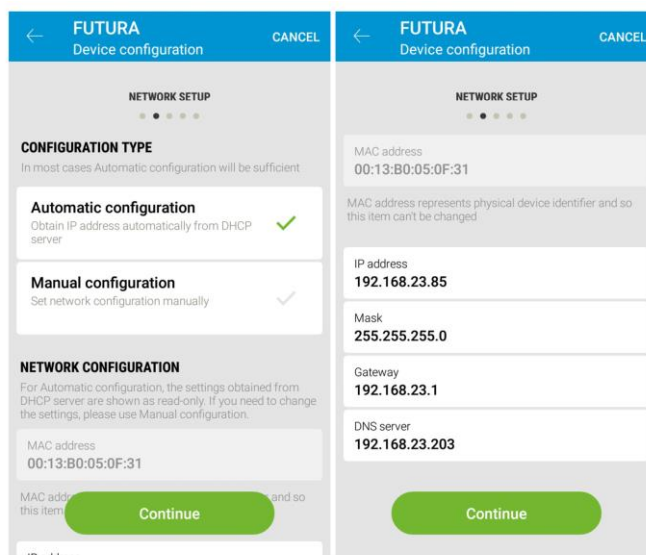 FUTURA
Device configuration
CANCEL
NETWORK SETUP
CONFIGURATION TYPE
In most cases Automatic configuration will be sufficient
Automatic configuration
Obtain IP address automatically from DHCP
server
Manual configuration
Set network configuration manually
NETWORK CONFIGURATION
For Automatic configuration, the settings obtained from
DHCP server are shown as read-only. If you need to change
the settings, please use Manual configuration.
MAC address
00:13:B0:05:0F:31
MAC and so
this item
Continue
FUTURA
Device configuration
CANCEL
NETWORK SETUP
MAC address
00:13:B0:05:0F:31
MAC address represents physical device identifier and so
this item can't be changed
IP address
192.168.23.85
Mask
255.255.255.0
Gateway
192.168.23.1
DNS server
192.168.23.203
Continue